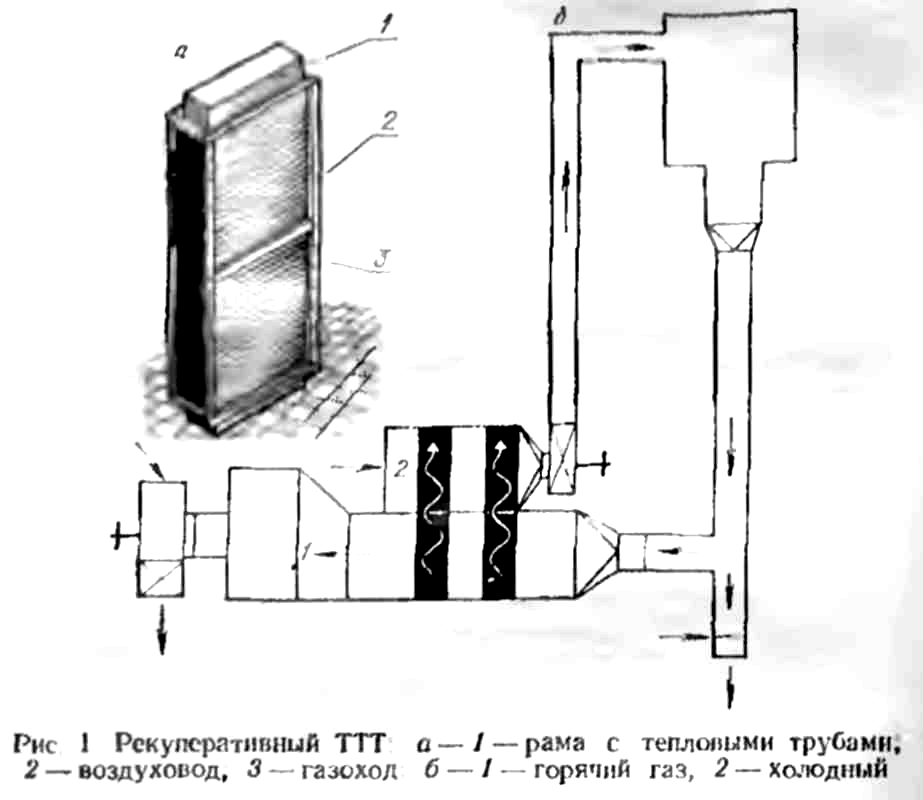 а
1
2
3
б
2
1
Рис 1 Рекуперативный ТТТ: а — 1 — рама с тепловыми трубами;
2 — воздуховод, 3 — газоход б — 1 — горячий газ, 2 — холодный